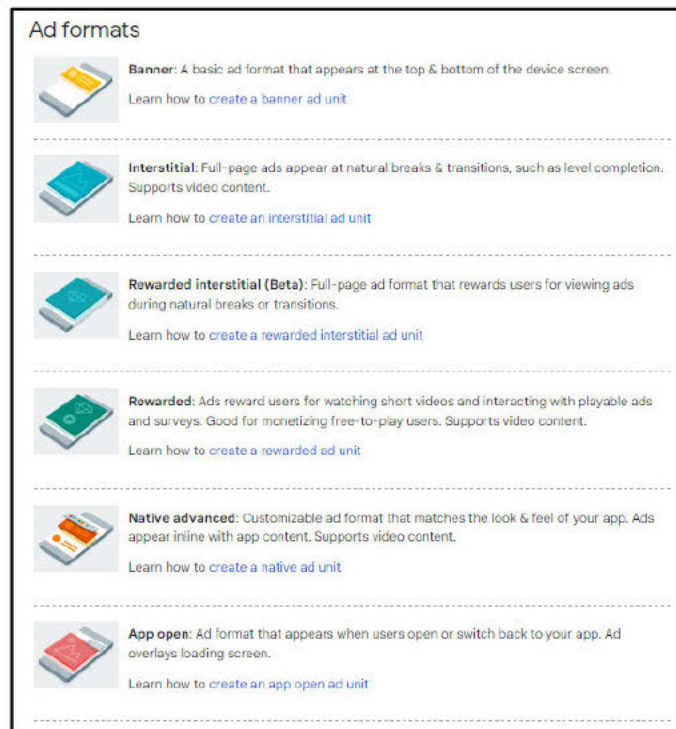 Ad formats
Banner: A basic ad format that appears at the top & bottom of the device screen.
Learn how to create a banner ad unit
Interstitial: Full-page ads appear at natural breaks & transitions, such as level completion.
Supports video content.
Learn how to create an interstitial ad unit
Rewarded interstitial (Beta): Full-page ad format that rewards users for viewing ads
during natural breaks or transitions.
Learn how to create a rewarded interstitial ad unit
Rewarded: Ads reward users for watching short videos and interacting with playable ads
and surveys. Good for monetizing free-to-play users. Supports video content.
Learn how to create a rewarded ad unit
Native advanced: Customizable ad format that matches the look & feel of your app. Ads
appear inline with app content. Supports video content.
Learn how to create a native ad unit
App open: Ad format that appears when users open or switch back to your app. Ad
overlays loading screen.
Learn how to create an app open ad unit